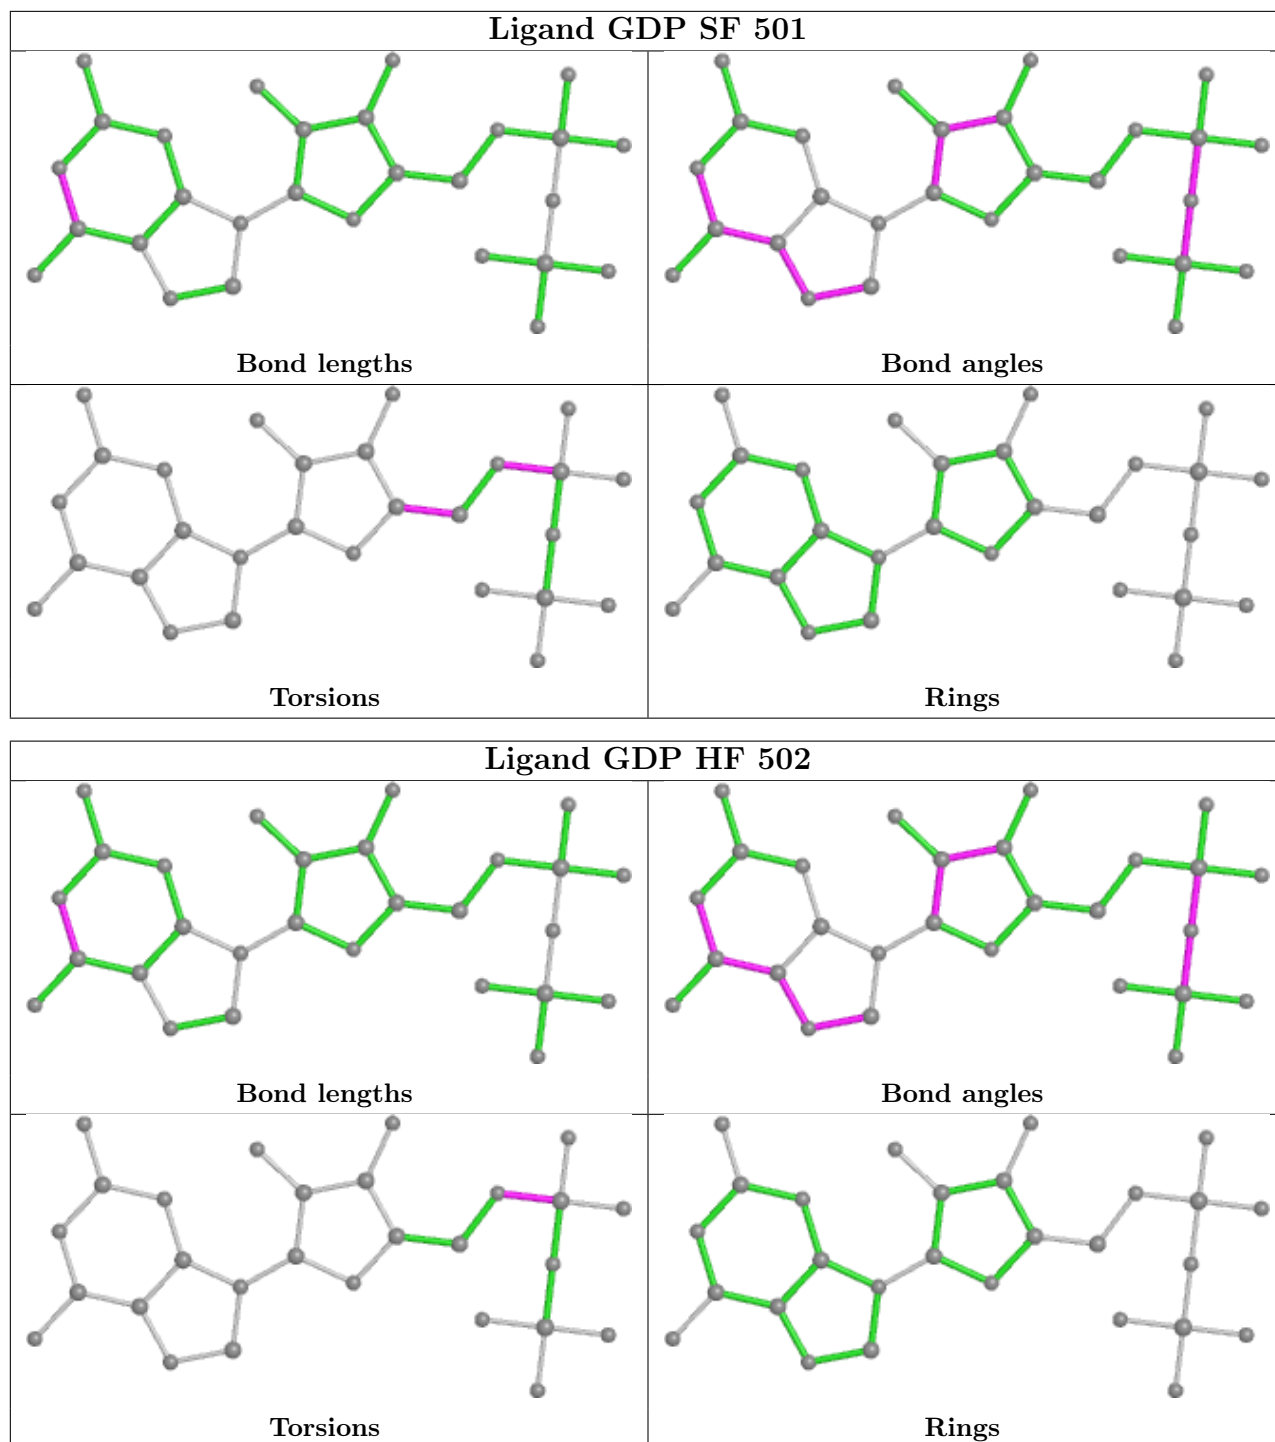 Ligand GDP SF 501
Bond lengths
Bond angles
Torsions
Rings
Ligand GDP HF 502
Bond lengths
Bond angles
Torsions
Rings